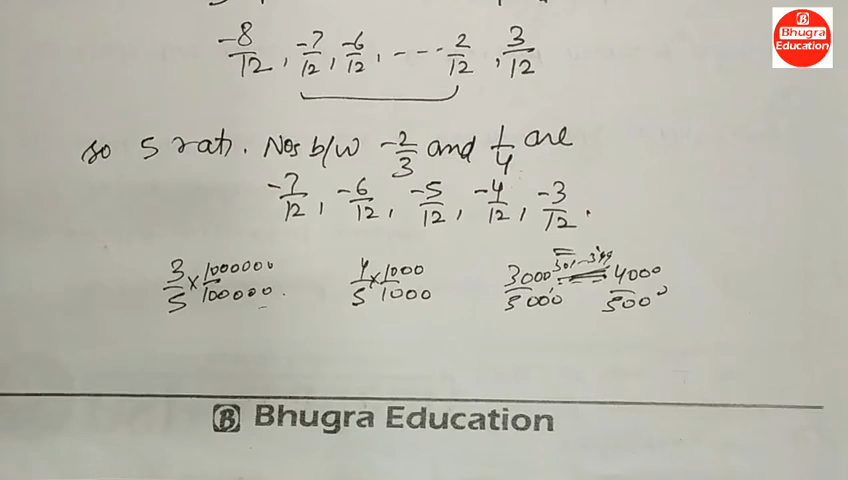 B
Bhugra
Education
-8/12, -7/12, -6/12, ---- 2/12, 3/12
so 5 rat. Nos b/w -2/3 and 1/4 are
-7/12, -6/12, -5/12, -4/12, -3/12.
3/5 × 1000000/100000. 4/5 × 1000/1000 3000/5000 4000/5000
B Bhugra Education